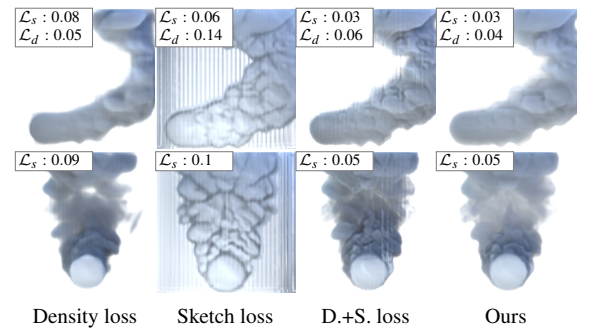 ℒs : 0.08
ℒd : 0.05
ℒs : 0.06
ℒd : 0.14
ℒs : 0.03
ℒd : 0.06
ℒs : 0.03
ℒd : 0.04
ℒs : 0.09
ℒs : 0.1
ℒs : 0.05
ℒs : 0.05
Density loss
Sketch loss
D.+S. loss
Ours